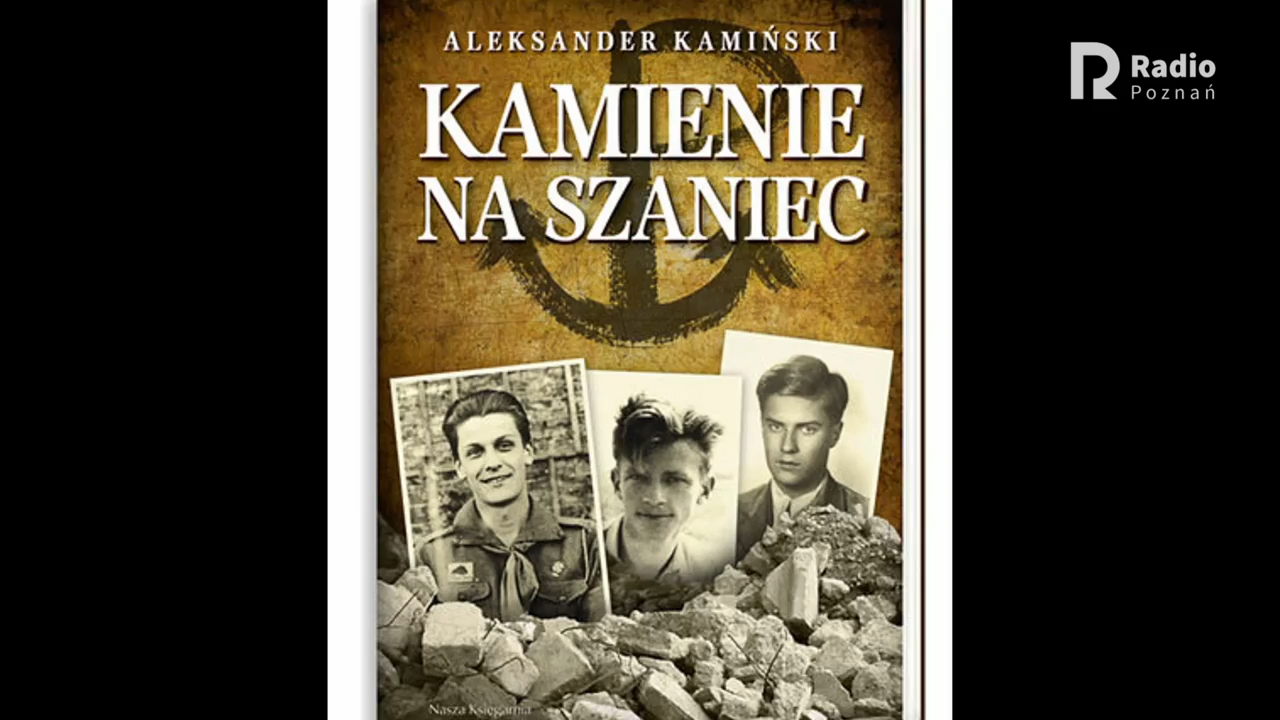 ALEKSANDER KAMIŃSKI
KAMIENIE
NA SZANIEC
Nasza Księgarnia
Radio
Poznań